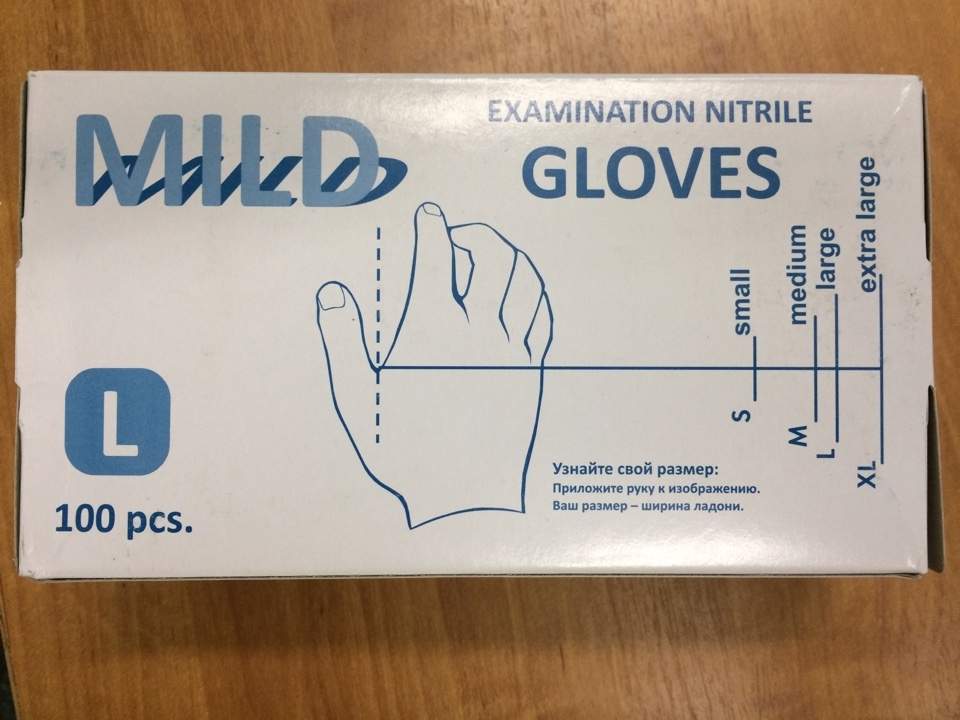 MILD
EXAMINATION NITRILE
GLOVES
small
medium
large
extra large
S
M
L
XL
L
100 pcs.
Узнайте свой размер:
Приложите руку к изображению.
Ваш размер – ширина ладони.